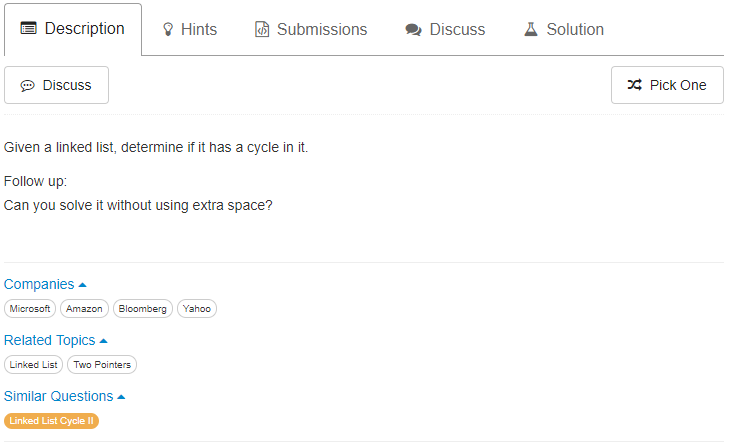 Description Hints Submissions Discuss Solution
Discuss Pick One
Given a linked list, determine if it has a cycle in it.
Follow up:
Can you solve it without using extra space?
Companies
Microsoft Amazon Bloomberg Yahoo
Related Topics
Linked List Two Pointers
Similar Questions
Linked List Cycle II